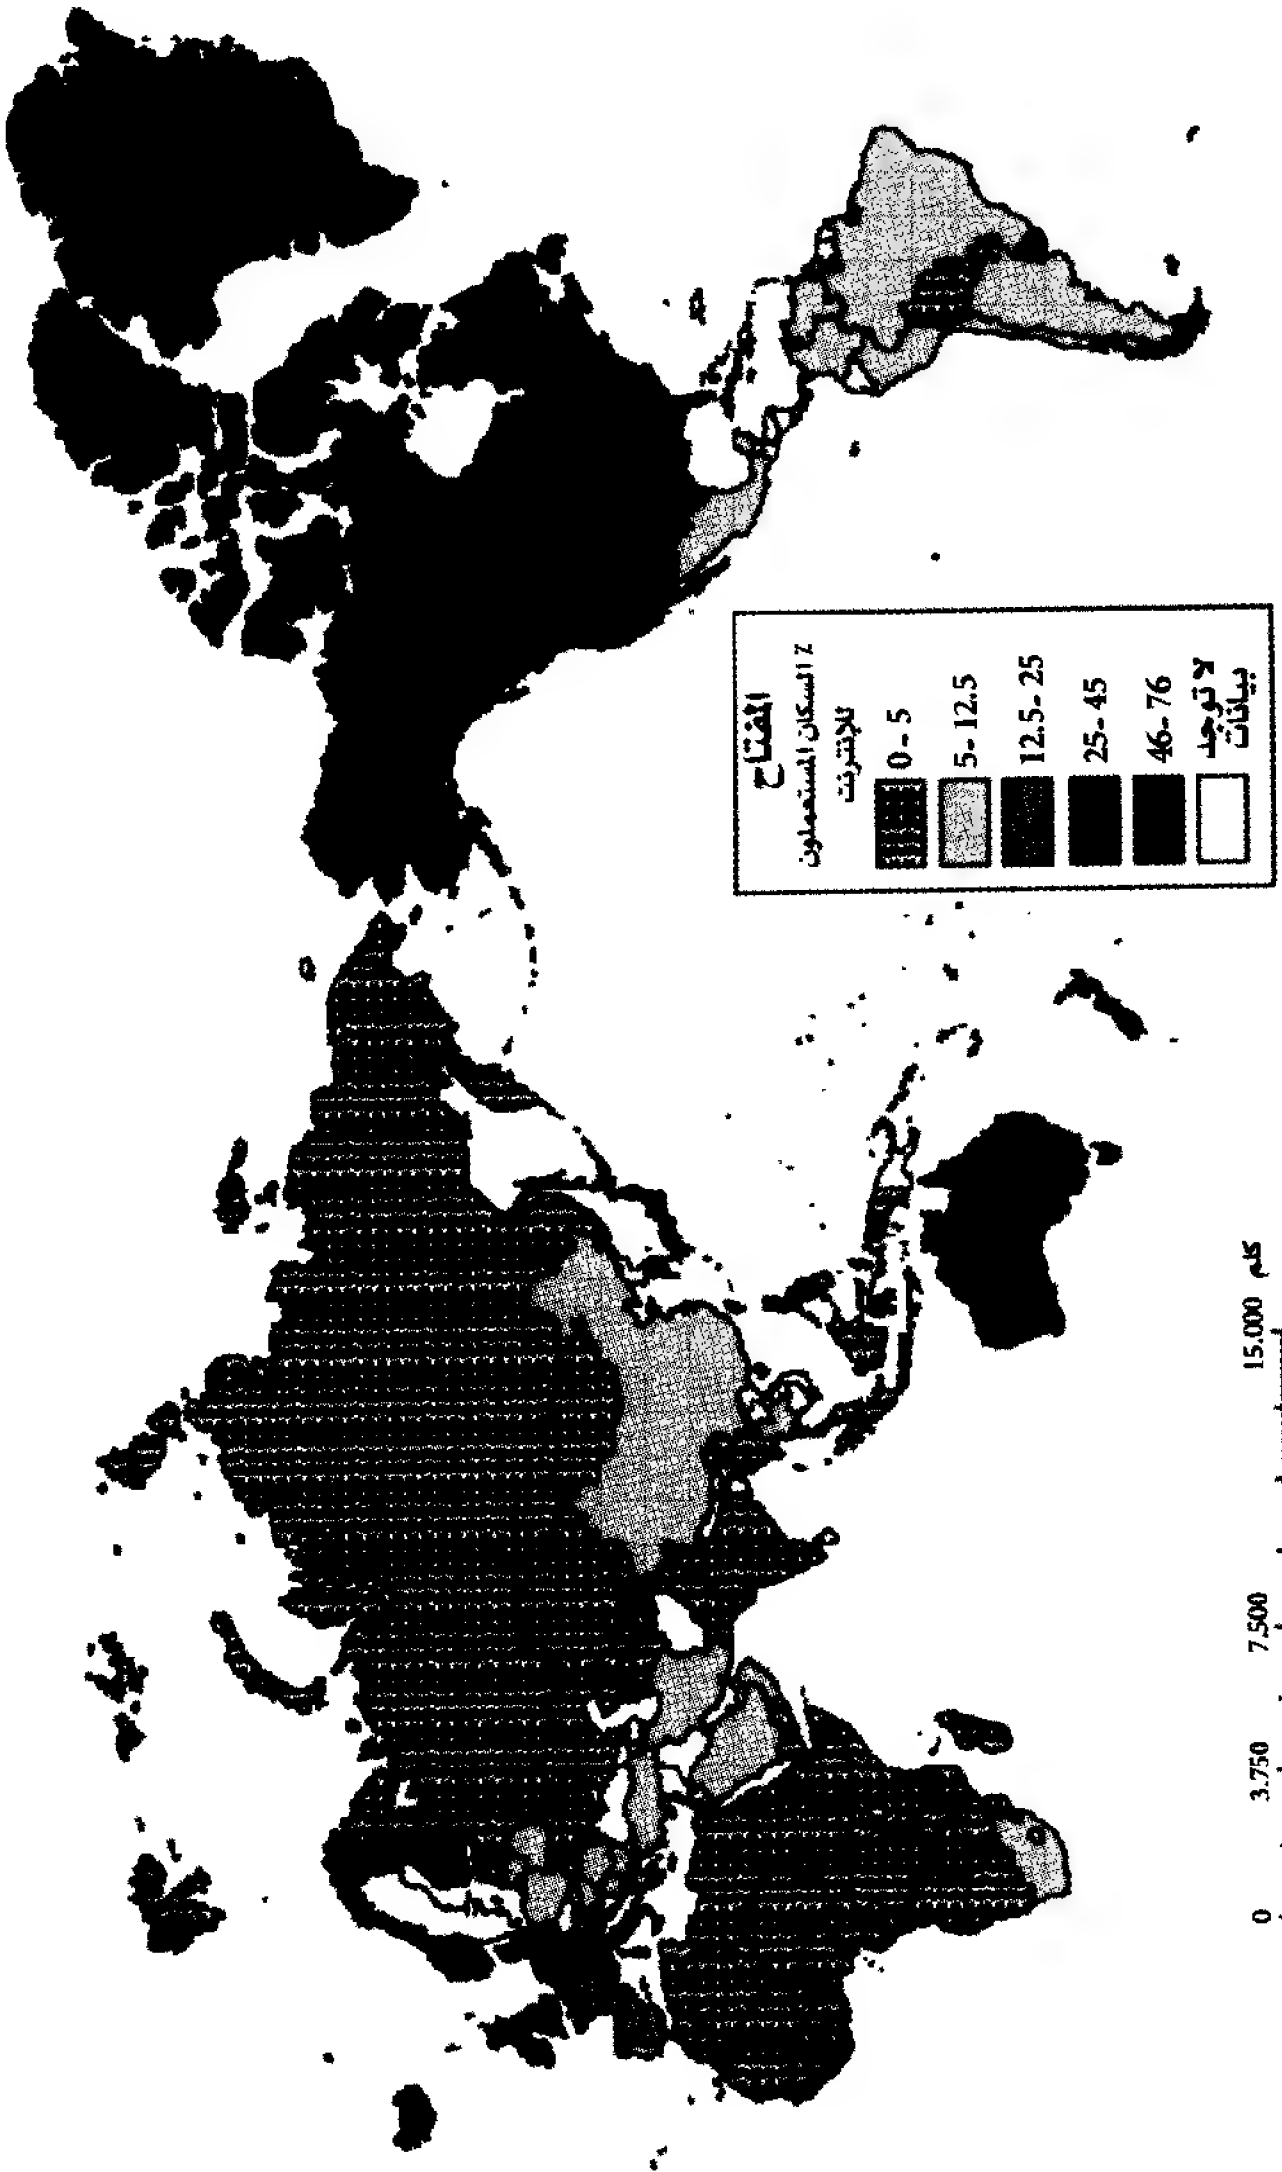 المفتاح
٪ السكان المستعملون
للإنترنت
0 - 5
5 - 12.5
12.5 - 25
25 - 45
46 - 76
لا توجد
بيانات
0 3.750 7.500 15.000 كلم